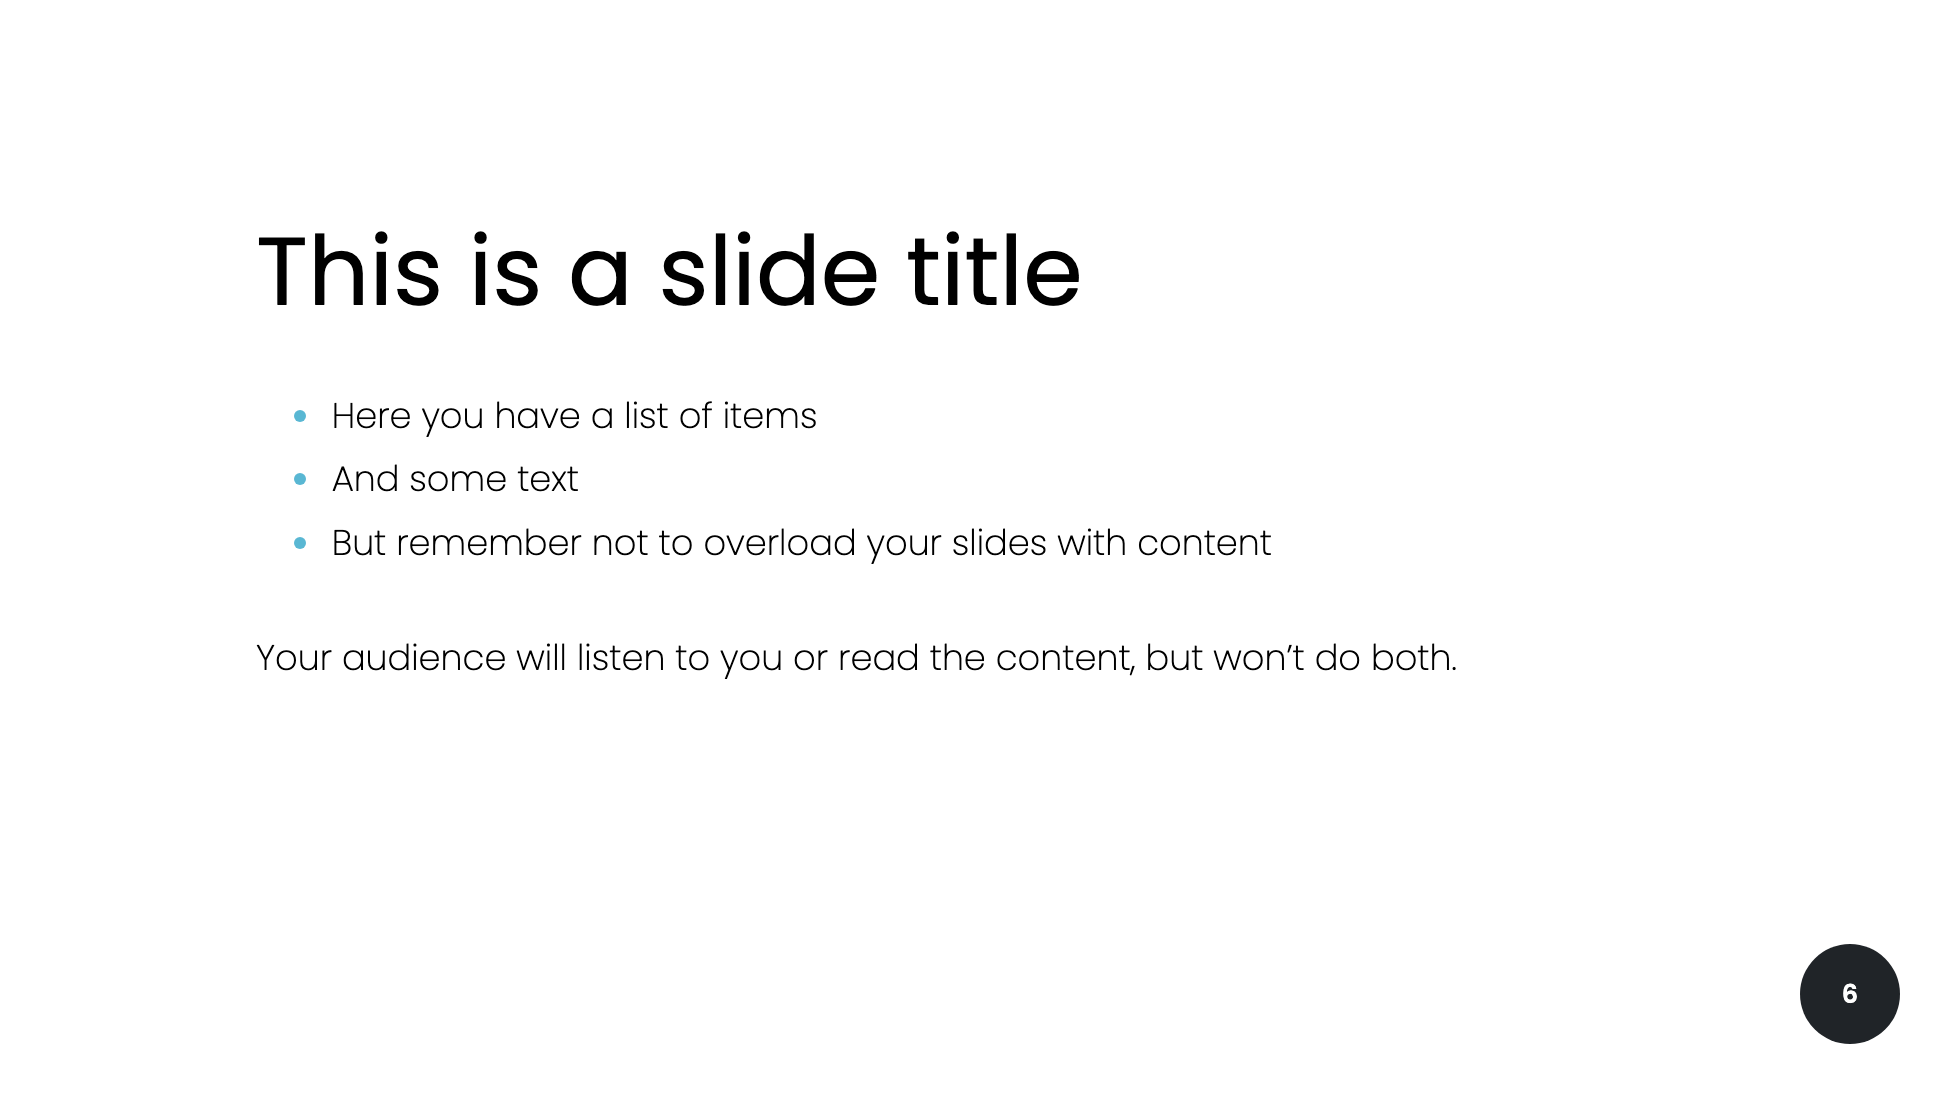 This is a slide title
• Here you have a list of items
• And some text
• But remember not to overload your slides with content
Your audience will listen to you or read the content, but won’t do both.
6